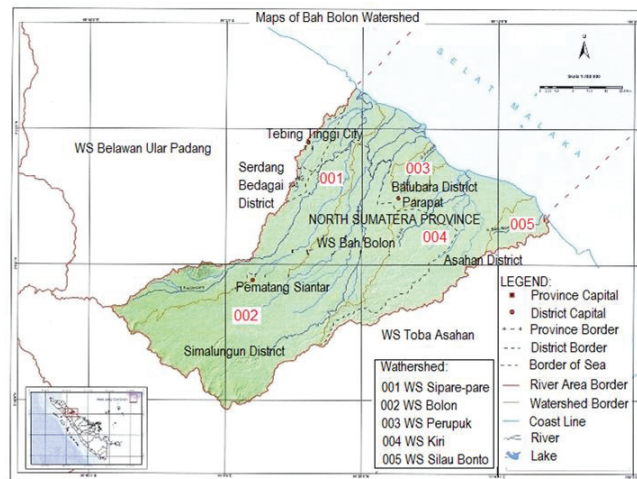 Maps of Bah Bolon Watershed
SELAT MALAKA
WS Belawan Ular Padang
Tebing Tinggi City
Serdang
Bedagai
District
001
003
Batubara District
Parapat
NORTH SUMATERA PROVINCE
004
005
WS Bah Bolon
Asahan District
Pematang Siantar
002
Simalungun District
WS Toba Asahan
Wathershed:
001 WS Sipare-pare
002 WS Bolon
003 WS Perupuk
004 WS Kiri
005 WS Silau Bonto
LEGEND:
Province Capital
District Capital
Province Border
District Border
Border of Sea
River Area Border
Watershed Border
Coast Line
River
Lake